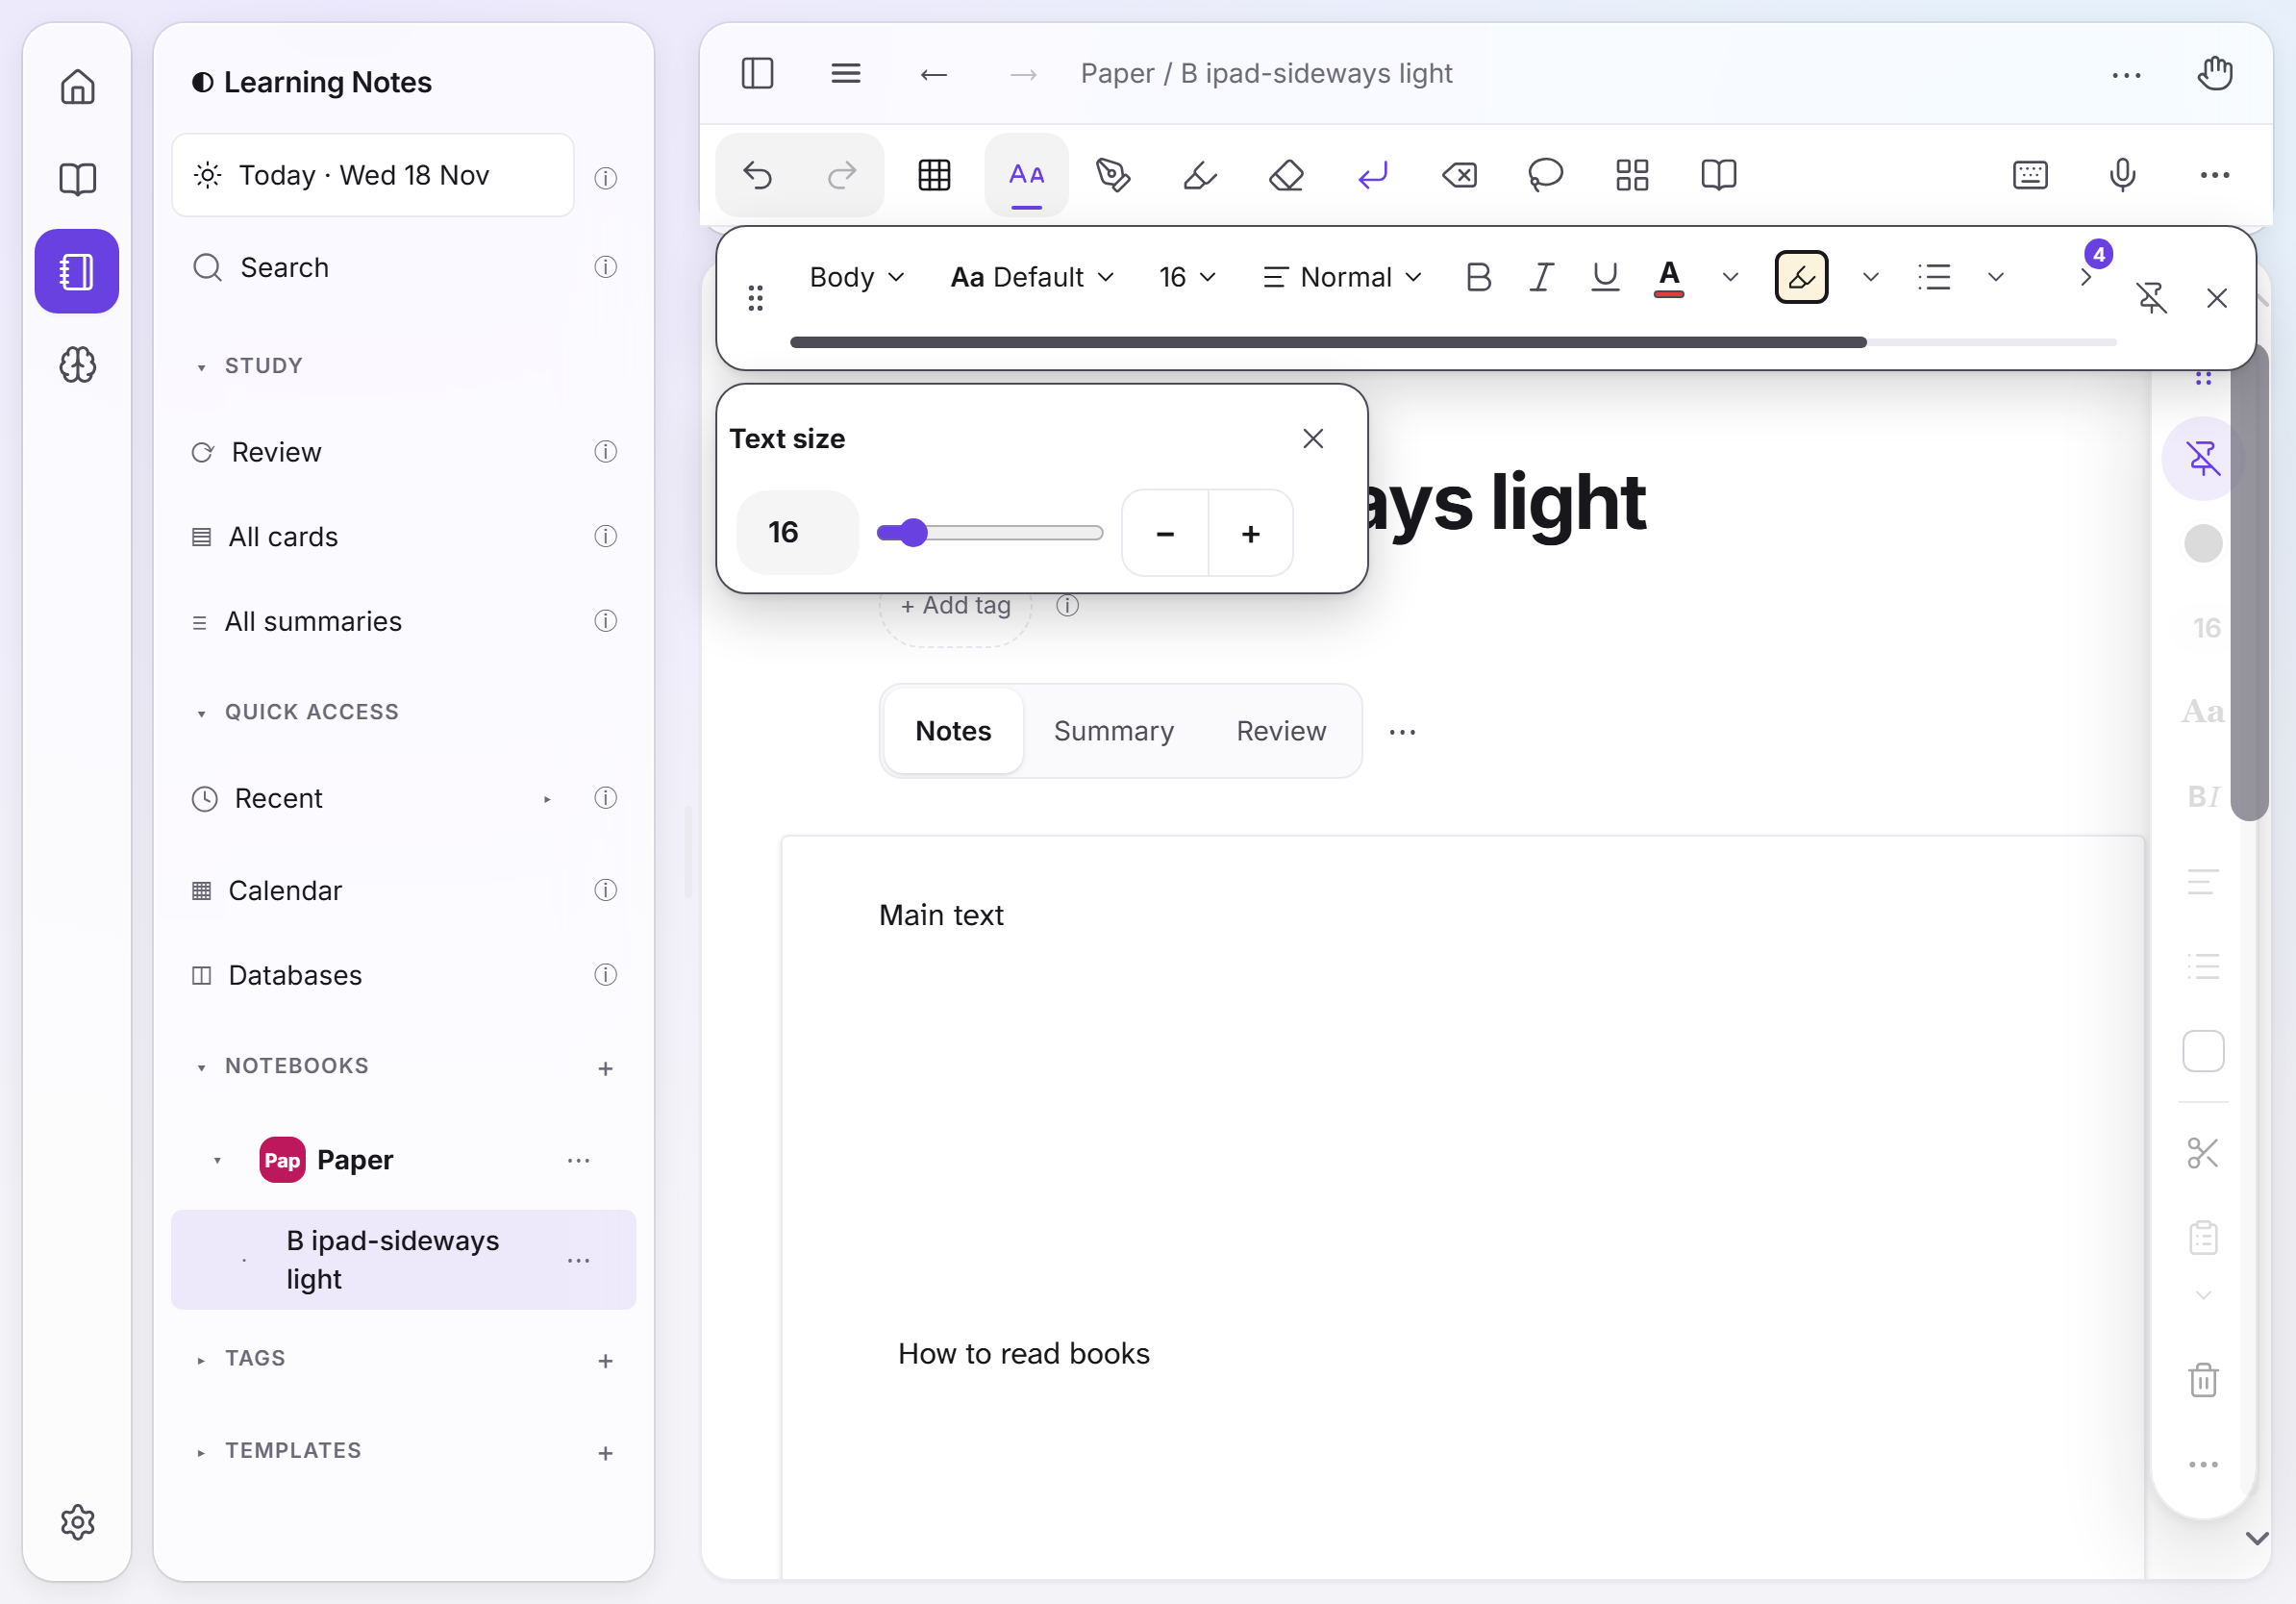 Learning Notes
Today · Wed 18 Nov
Search
STUDY
Review
All cards
All summaries
QUICK ACCESS
Recent
Calendar
Databases
NOTEBOOKS
Pap Paper
B ipad-sideways
light
TAGS
TEMPLATES
Paper / B ipad-sideways light
AA
Body Aa Default 16 Normal B I U A 4
Text size
16 − +
ays light
+ Add tag
Notes Summary Review
Main text
How to read books
16
Aa
BI